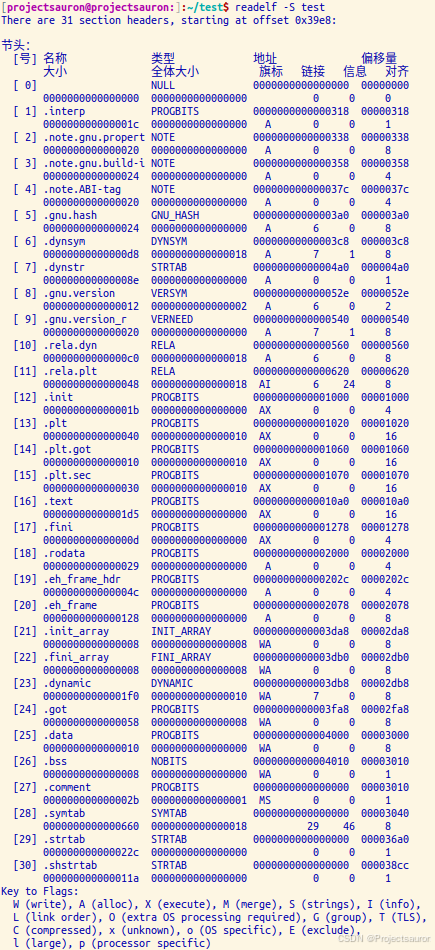 [projectsauron@projectsauron:]:~/test$ readelf -S test
There are 31 section headers, starting at offset 0x39e8:
节头：
[号] 名称 类型 地址 偏移量
大小 全体大小 旗标 链接 信息 对齐
[ 0] NULL 0000000000000000 00000000
0000000000000000 0000000000000000 0 0 0
[ 1] .interp PROGBITS 0000000000000318 00000318
000000000000001c 0000000000000000 A 0 0 1
[ 2] .note.gnu.propert NOTE 0000000000000338 00000338
0000000000000020 0000000000000000 A 0 0 8
[ 3] .note.gnu.build-i NOTE 0000000000000358 00000358
0000000000000024 0000000000000000 A 0 0 4
[ 4] .note.ABI-tag NOTE 000000000000037c 0000037c
0000000000000020 0000000000000000 A 0 0 4
[ 5] .gnu.hash GNU_HASH 00000000000003a0 000003a0
0000000000000024 0000000000000000 A 6 0 8
[ 6] .dynsym DYNSYM 00000000000003c8 000003c8
00000000000000d8 0000000000000018 A 7 1 8
[ 7] .dynstr STRTAB 00000000000004a0 000004a0
000000000000008e 0000000000000000 A 0 0 1
[ 8] .gnu.version VERSYM 000000000000052e 0000052e
0000000000000012 0000000000000002 A 6 0 2
[ 9] .gnu.version_r VERNEED 0000000000000540 00000540
0000000000000020 0000000000000000 A 7 1 8
[10] .rela.dyn RELA 0000000000000560 00000560
00000000000000c0 0000000000000018 A 6 0 8
[11] .rela.plt RELA 0000000000000620 00000620
0000000000000048 0000000000000018 AI 6 24 8
[12] .init PROGBITS 0000000000001000 00001000
000000000000001b 0000000000000000 AX 0 0 4
[13] .plt PROGBITS 0000000000001020 00001020
0000000000000040 0000000000000010 AX 0 0 16
[14] .plt.got PROGBITS 0000000000001060 00001060
0000000000000010 0000000000000010 AX 0 0 16
[15] .plt.sec PROGBITS 0000000000001070 00001070
0000000000000030 0000000000000010 AX 0 0 16
[16] .text PROGBITS 00000000000010a0 000010a0
00000000000001d5 0000000000000000 AX 0 0 16
[17] .fini PROGBITS 0000000000001278 00001278
000000000000000d 0000000000000000 AX 0 0 4
[18] .rodata PROGBITS 0000000000002000 00002000
0000000000000029 0000000000000000 A 0 0 4
[19] .eh_frame_hdr PROGBITS 000000000000202c 0000202c
000000000000004c 0000000000000000 A 0 0 4
[20] .eh_frame PROGBITS 0000000000002078 00002078
0000000000000128 0000000000000000 A 0 0 8
[21] .init_array INIT_ARRAY 0000000000003da8 00002da8
0000000000000008 0000000000000008 WA 0 0 8
[22] .fini_array FINI_ARRAY 0000000000003db0 00002db0
0000000000000008 0000000000000008 WA 0 0 8
[23] .dynamic DYNAMIC 0000000000003db8 00002db8
00000000000001f0 0000000000000010 WA 7 0 8
[24] .got PROGBITS 0000000000003fa8 00002fa8
0000000000000058 0000000000000008 WA 0 0 8
[25] .data PROGBITS 0000000000004000 00003000
0000000000000010 0000000000000000 WA 0 0 8
[26] .bss NOBITS 0000000000004010 00003010
0000000000000008 0000000000000000 WA 0 0 1
[27] .comment PROGBITS 0000000000000000 00003010
000000000000002b 0000000000000001 MS 0 0 1
[28] .symtab SYMTAB 0000000000000000 00003040
0000000000000660 0000000000000018 29 46 8
[29] .strtab STRTAB 0000000000000000 000036a0
000000000000022c 0000000000000000 0 0 1
[30] .shstrtab STRTAB 0000000000000000 000038cc
000000000000011a 0000000000000000 0 0 1
Key to Flags:
W (write), A (alloc), X (execute), M (merge), S (strings), I (info),
L (link order), O (extra OS processing required), G (group), T (TLS),
C (compressed), x (unknown), o (OS specific), E (exclude),
l (large), p (processor specific)
CSDN @Projectsauror